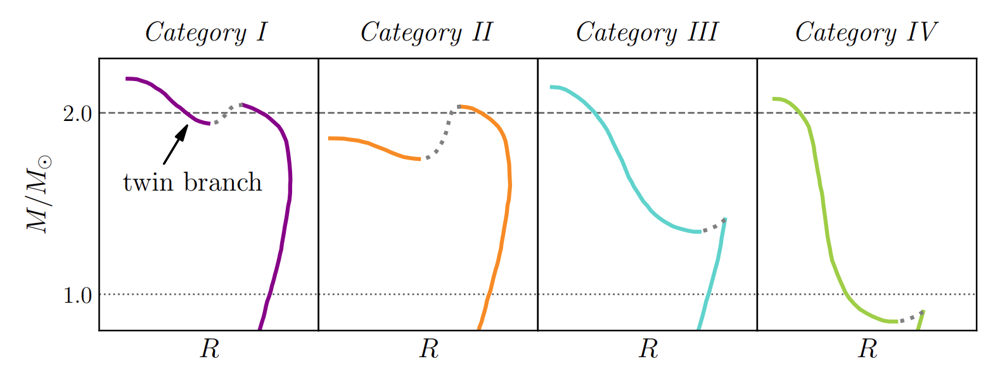 Category I
Category II
Category III
Category IV
2.0
1.0
M/M⊙
twin branch
R
R
R
R